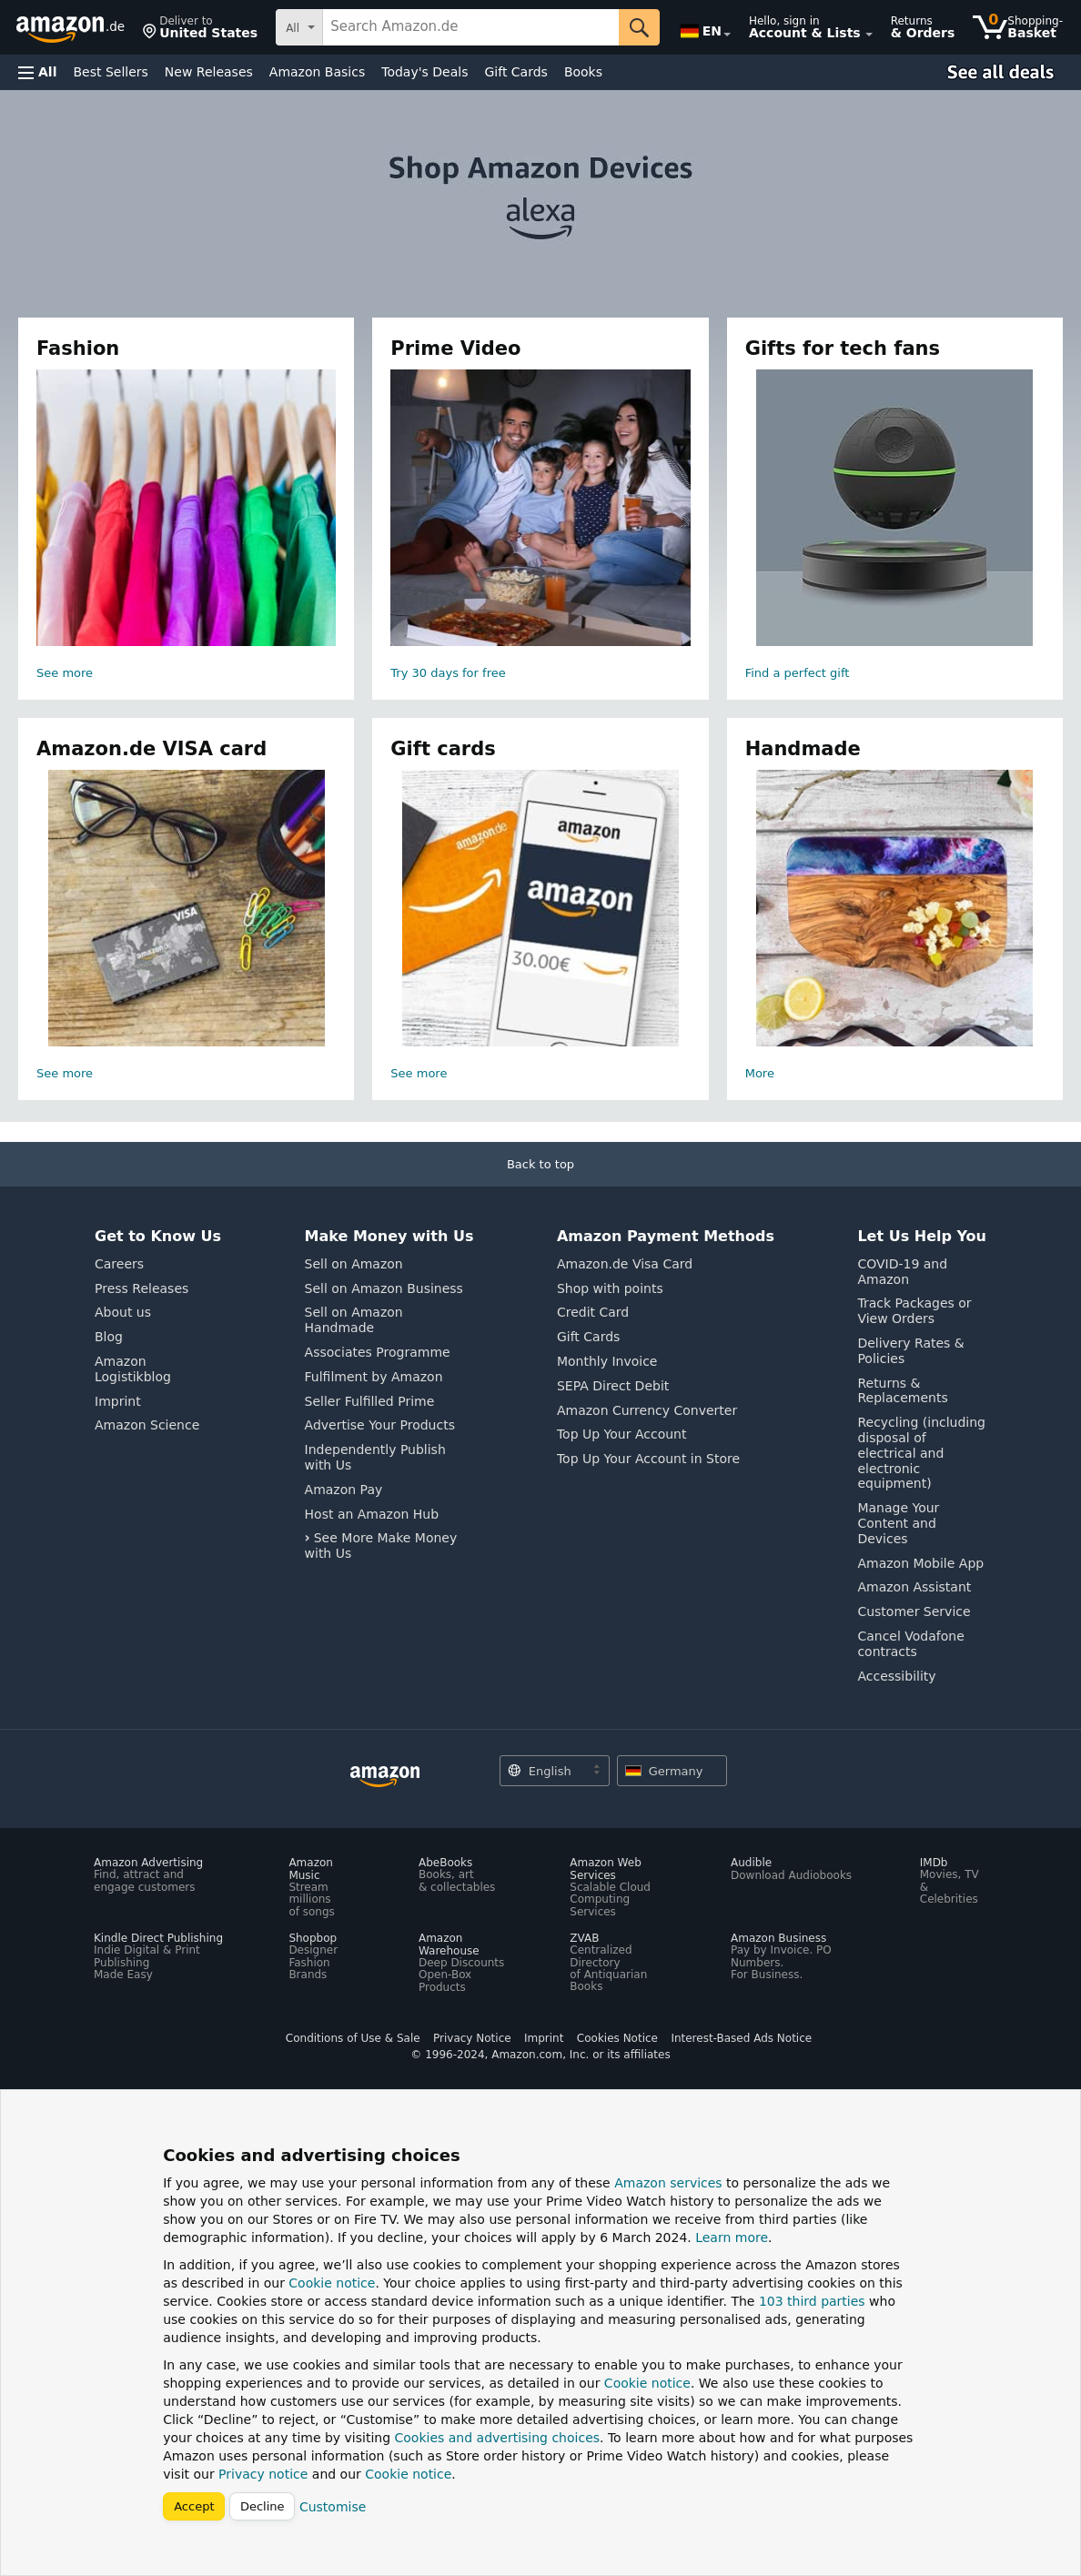 amazon.de
Deliver to
United States
All
Search Amazon.de
EN
Hello, sign in
Account & Lists
Returns
& Orders
0
Shopping-
Basket
All
Best Sellers
New Releases
Amazon Basics
Today's Deals
Gift Cards
Books
See all deals
Shop Amazon Devices
alexa
Fashion
Prime Video
Gifts for tech fans
See more
Try 30 days for free
Find a perfect gift
Amazon.de VISA card
Gift cards
Handmade
VISA
amazon.de
amazon
amazon
30.00€
See more
See more
More
Back to top
Get to Know Us
Careers
Press Releases
About us
Blog
Amazon
Logistikblog
Imprint
Amazon Science
Make Money with Us
Sell on Amazon
Sell on Amazon Business
Sell on Amazon
Handmade
Associates Programme
Fulfilment by Amazon
Seller Fulfilled Prime
Advertise Your Products
Independently Publish
with Us
Amazon Pay
Host an Amazon Hub
› See More Make Money
with Us
Amazon Payment Methods
Amazon.de Visa Card
Shop with points
Credit Card
Gift Cards
Monthly Invoice
SEPA Direct Debit
Amazon Currency Converter
Top Up Your Account
Top Up Your Account in Store
Let Us Help You
COVID-19 and
Amazon
Track Packages or
View Orders
Delivery Rates &
Policies
Returns &
Replacements
Recycling (including
disposal of
electrical and
electronic
equipment)
Manage Your
Content and
Devices
Amazon Mobile App
Amazon Assistant
Customer Service
Cancel Vodafone
contracts
Accessibility
amazon
English
Germany
Amazon Advertising
Find, attract and
engage customers
Amazon
Music
Stream
millions
of songs
AbeBooks
Books, art
& collectables
Amazon Web
Services
Scalable Cloud
Computing
Services
Audible
Download Audiobooks
IMDb
Movies, TV
&
Celebrities
Kindle Direct Publishing
Indie Digital & Print
Publishing
Made Easy
Shopbop
Designer
Fashion
Brands
Amazon
Warehouse
Deep Discounts
Open-Box
Products
ZVAB
Centralized
Directory
of Antiquarian
Books
Amazon Business
Pay by Invoice. PO
Numbers.
For Business.
Conditions of Use & Sale
Privacy Notice
Imprint
Cookies Notice
Interest-Based Ads Notice
© 1996-2024, Amazon.com, Inc. or its affiliates
Cookies and advertising choices
If you agree, we may use your personal information from any of these Amazon services to personalize the ads we
show you on other services. For example, we may use your Prime Video Watch history to personalize the ads we
show you on our Stores or on Fire TV. We may also use personal information we receive from third parties (like
demographic information). If you decline, your choices will apply by 6 March 2024. Learn more.
In addition, if you agree, we’ll also use cookies to complement your shopping experience across the Amazon stores
as described in our Cookie notice. Your choice applies to using first-party and third-party advertising cookies on this
service. Cookies store or access standard device information such as a unique identifier. The 103 third parties who
use cookies on this service do so for their purposes of displaying and measuring personalised ads, generating
audience insights, and developing and improving products.
In any case, we use cookies and similar tools that are necessary to enable you to make purchases, to enhance your
shopping experiences and to provide our services, as detailed in our Cookie notice. We also use these cookies to
understand how customers use our services (for example, by measuring site visits) so we can make improvements.
Click “Decline” to reject, or “Customise” to make more detailed advertising choices, or learn more. You can change
your choices at any time by visiting Cookies and advertising choices. To learn more about how and for what purposes
Amazon uses personal information (such as Store order history or Prime Video Watch history) and cookies, please
visit our Privacy notice and our Cookie notice.
Accept
Decline
Customise